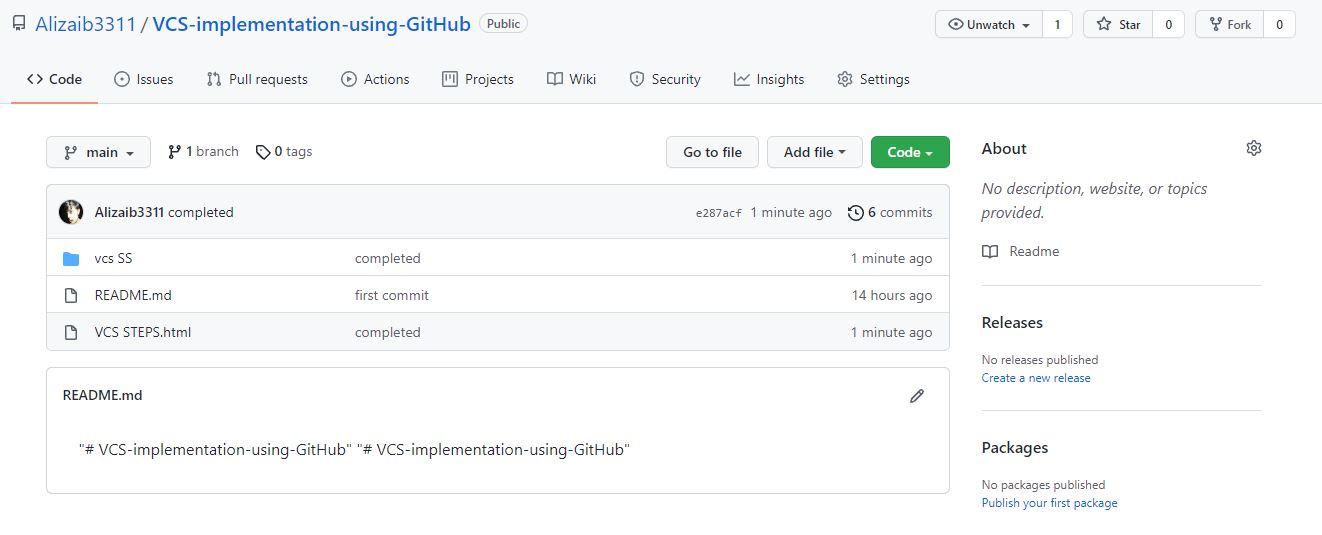 Alizaib3311 / VCS-implementation-using-GitHub Public
Unwatch 1 Star 0 Fork 0
Code Issues Pull requests Actions Projects Wiki Security Insights Settings
main 1 branch 0 tags Go to file Add file Code
Alizaib3311 completed e287acf 1 minute ago 6 commits
vcs SS completed 1 minute ago
README.md first commit 14 hours ago
VCS STEPS.html completed 1 minute ago
README.md
"# VCS-implementation-using-GitHub" "# VCS-implementation-using-GitHub"
About
No description, website, or topics
provided.
Readme
Releases
No releases published
Create a new release
Packages
No packages published
Publish your first package